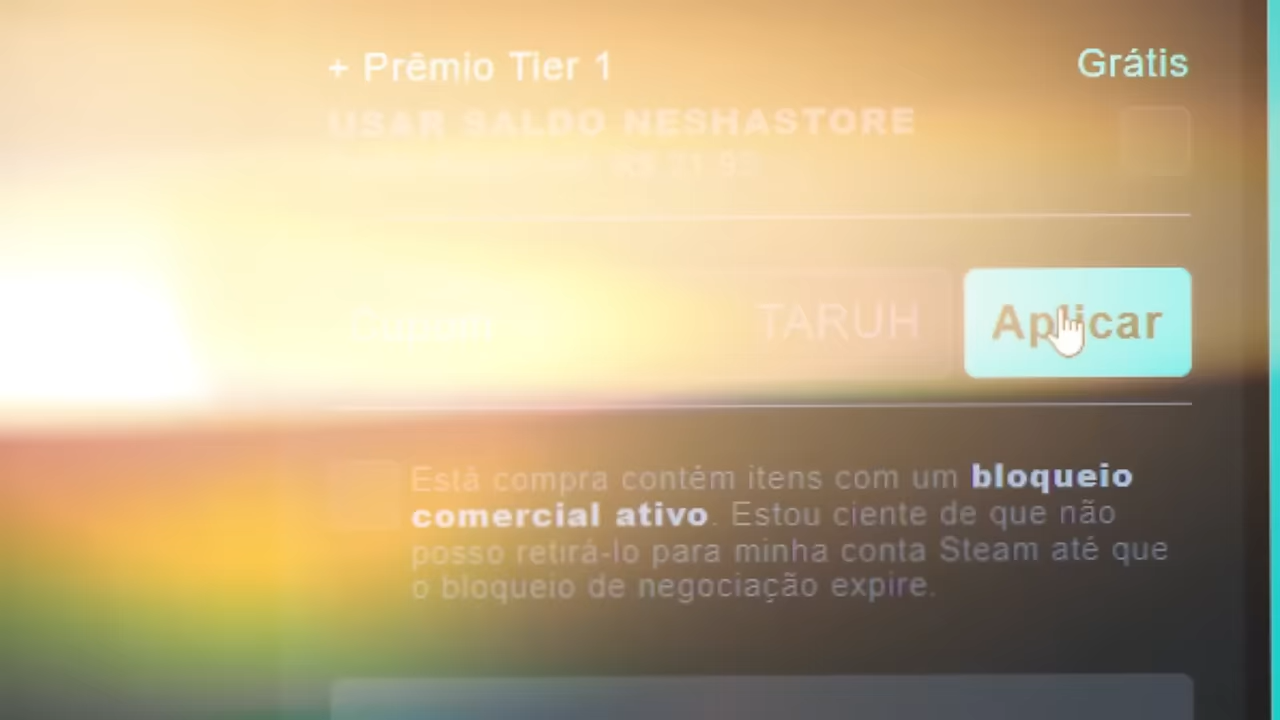 + Prêmio Tier 1
Grátis
USAR SALDO NESHASTORE
Cupom
TARUH
Aplicar
Está compra contém itens com um bloqueio
comercial ativo. Estou ciente de que não
posso retirá-lo para minha conta Steam até que
o bloqueio de negociação expire.